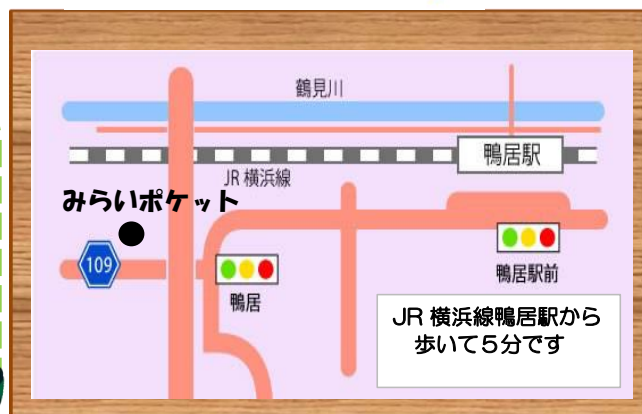 鶴見川
鴨居駅
JR 横浜線
みらいポケット
109
鴨居
鴨居駅前
JR 横浜線鴨居駅から
歩いて5分です